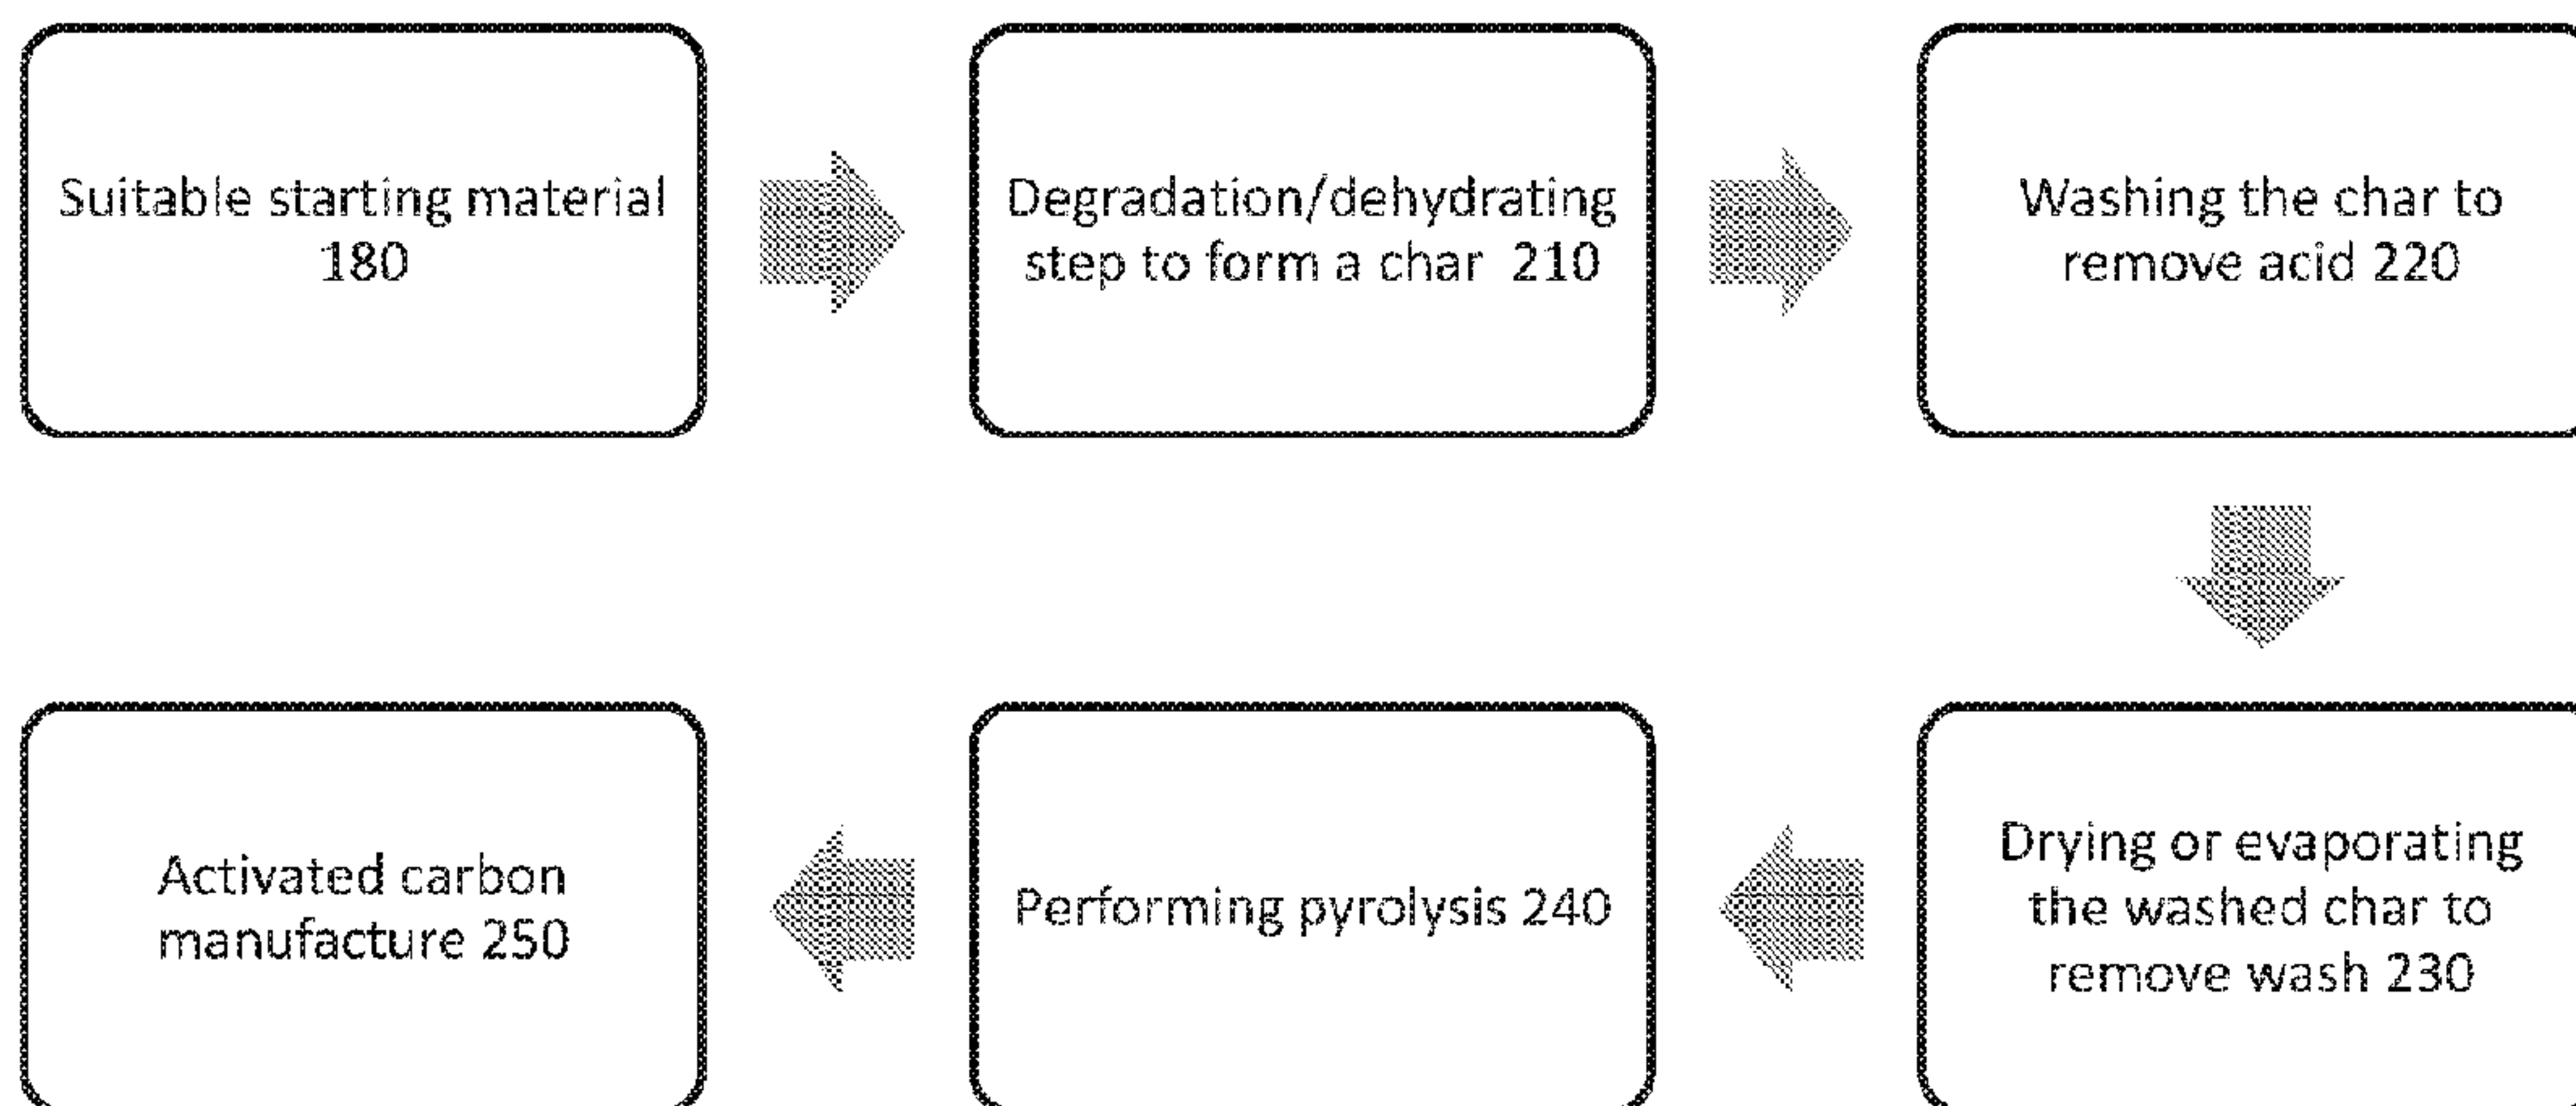 Suitable starting material
180
Degradation/dehydrating
step to form a char 210
Washing the char to
remove acid 220
Drying or evaporating
the washed char to
remove wash 230
Performing pyrolysis 240
Activated carbon
manufacture 250